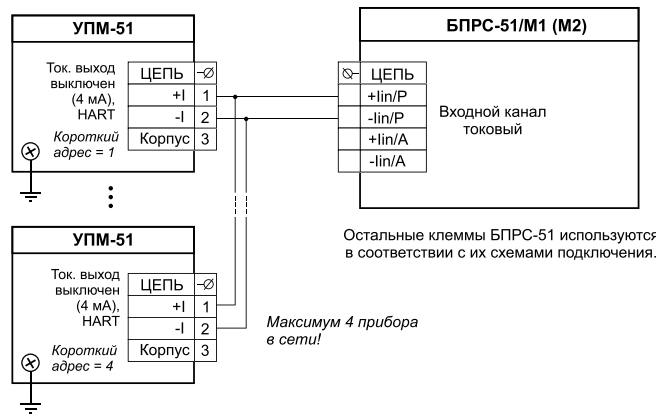 УПМ-51
Ток. выход
выключен
(4 мА),
HART
Короткий
адрес = 1
ЦЕПЬ
+I 1
-I 2
Корпус 3
БПРС-51/М1 (М2)
ЦЕПЬ
+Iin/P
-Iin/P
+Iin/A
-Iin/A
Входной канал
токовый
УПМ-51
Ток. выход
выключен
(4 мА),
HART
Короткий
адрес = 4
ЦЕПЬ
+I 1
-I 2
Корпус 3
Остальные клеммы БПРС-51 используются
в соответствии с их схемами подключения.
Максимум 4 прибора
в сети!